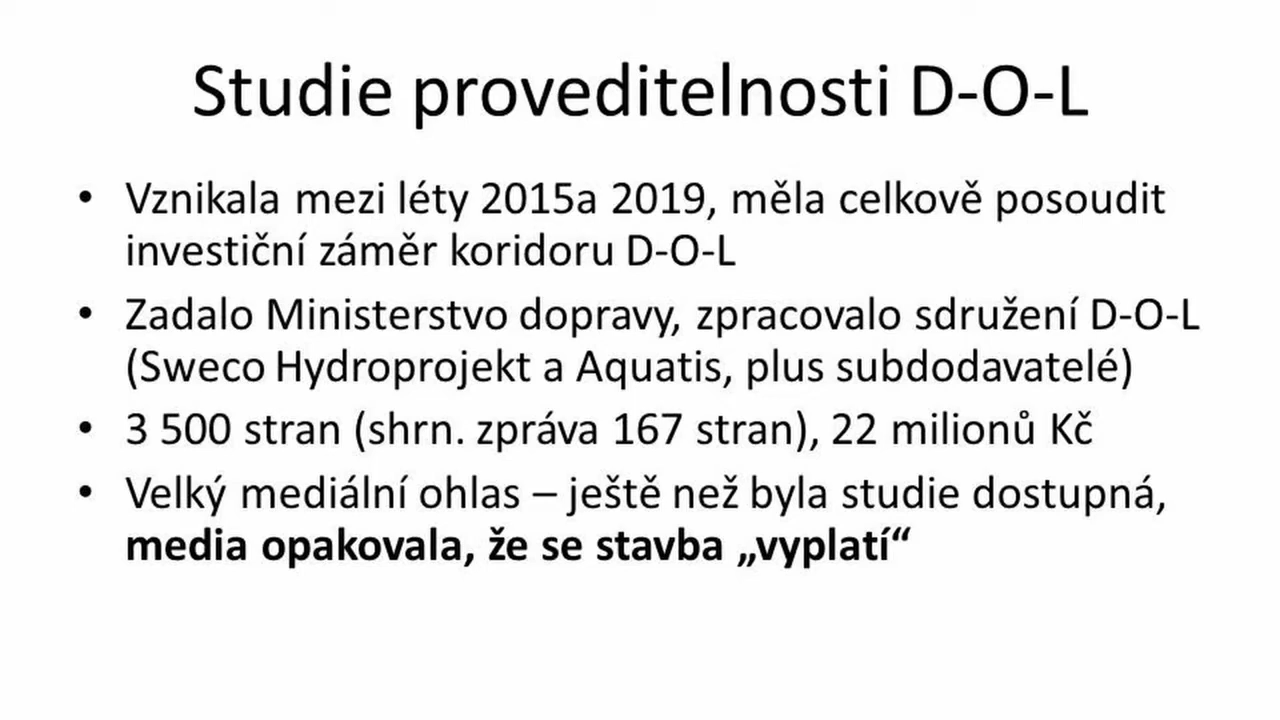 Studie proveditelnosti D-O-L
• Vznikala mezi léty 2015a 2019, měla celkově posoudit
investiční záměr koridoru D-O-L
• Zadalo Ministerstvo dopravy, zpracovalo sdružení D-O-L
(Sweco Hydroprojekt a Aquatis, plus subdodavatelé)
• 3 500 stran (shrn. zpráva 167 stran), 22 milionů Kč
• Velký mediální ohlas – ještě než byla studie dostupná,
media opakovala, že se stavba „vyplatí“